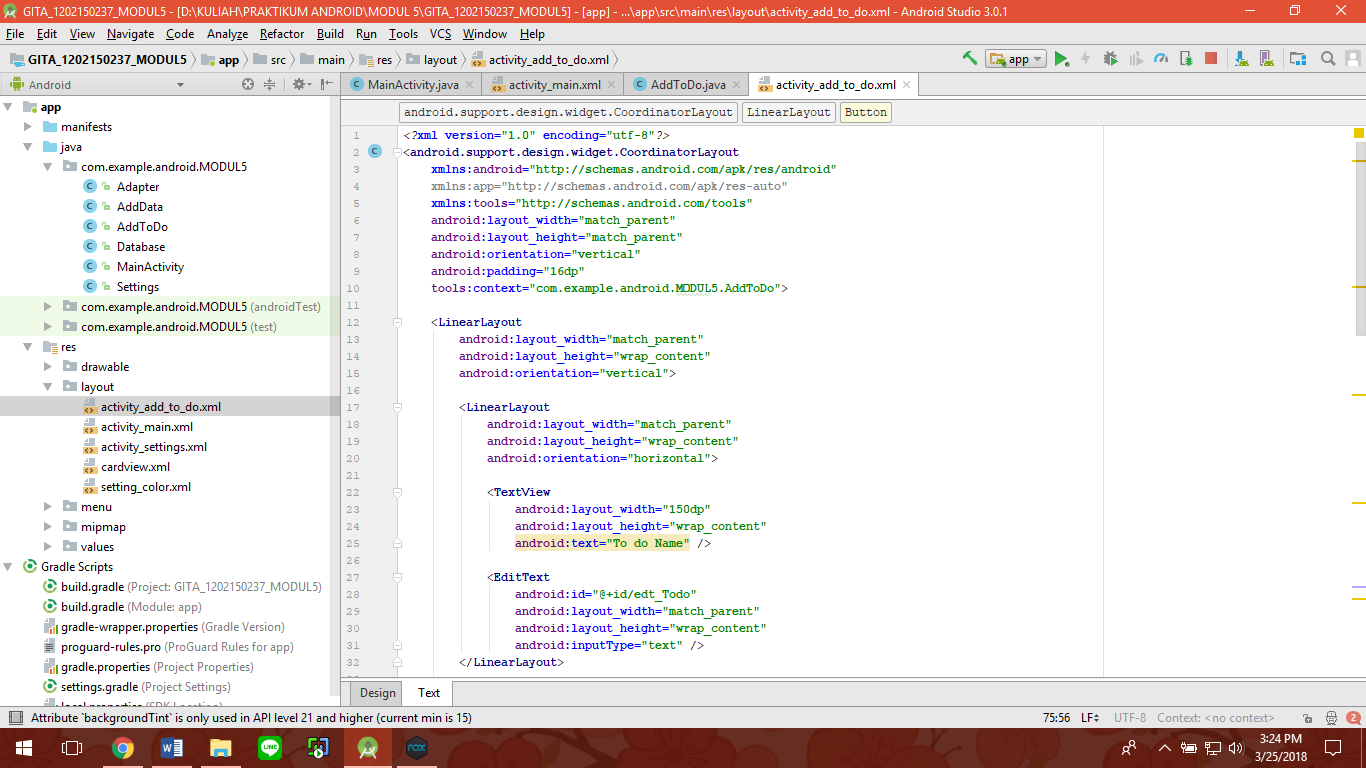 GITA_1202150237_MODUL5 - [D:\KULIAH\PRAKTIKUM ANDROID\MODUL 5\GITA_1202150237_MODUL5] - [app] - ...\app\src\main\res\layout\activity_add_to_do.xml - Android Studio 3.0.1
File Edit View Navigate Code Analyze Refactor Build Run Tools VCS Window Help
GITA_1202150237_MODUL5 app src main res layout activity_add_to_do.xml app
Android
MainActivity.java activity_main.xml AddToDo.java activity_add_to_do.xml
android.support.design.widget.CoordinatorLayout LinearLayout Button
app
manifests
java
com.example.android.MODUL5
Adapter
AddData
AddToDo
Database
MainActivity
Settings
com.example.android.MODUL5 (androidTest)
com.example.android.MODUL5 (test)
res
drawable
layout
activity_add_to_do.xml
activity_main.xml
activity_settings.xml
cardview.xml
setting_color.xml
menu
mipmap
values
Gradle Scripts
build.gradle (Project: GITA_1202150237_MODUL5)
build.gradle (Module: app)
gradle-wrapper.properties (Gradle Version)
proguard-rules.pro (ProGuard Rules for app)
gradle.properties (Project Properties)
settings.gradle (Project Settings)
local.properties (SDK Location)
1 <?xml version="1.0" encoding="utf-8"?>
2 <android.support.design.widget.CoordinatorLayout
3 xmlns:android="http://schemas.android.com/apk/res/android"
4 xmlns:app="http://schemas.android.com/apk/res-auto"
5 xmlns:tools="http://schemas.android.com/tools"
6 android:layout_width="match_parent"
7 android:layout_height="match_parent"
8 android:orientation="vertical"
9 android:padding="16dp"
10 tools:context="com.example.android.MODUL5.AddToDo">
11
12 <LinearLayout
13 android:layout_width="match_parent"
14 android:layout_height="wrap_content"
15 android:orientation="vertical">
16
17 <LinearLayout
18 android:layout_width="match_parent"
19 android:layout_height="wrap_content"
20 android:orientation="horizontal">
21
22 <TextView
23 android:layout_width="150dp"
24 android:layout_height="wrap_content"
25 android:text="To do Name" />
26
27 <EditText
28 android:id="@+id/edt_Todo"
29 android:layout_width="match_parent"
30 android:layout_height="wrap_content"
31 android:inputType="text" />
32 </LinearLayout>
Design Text
Attribute `backgroundTint` is only used in API level 21 and higher (current min is 15) 75:56 LF UTF-8 Context: <no context> 2
LINE nox
3:24 PM
3/25/2018